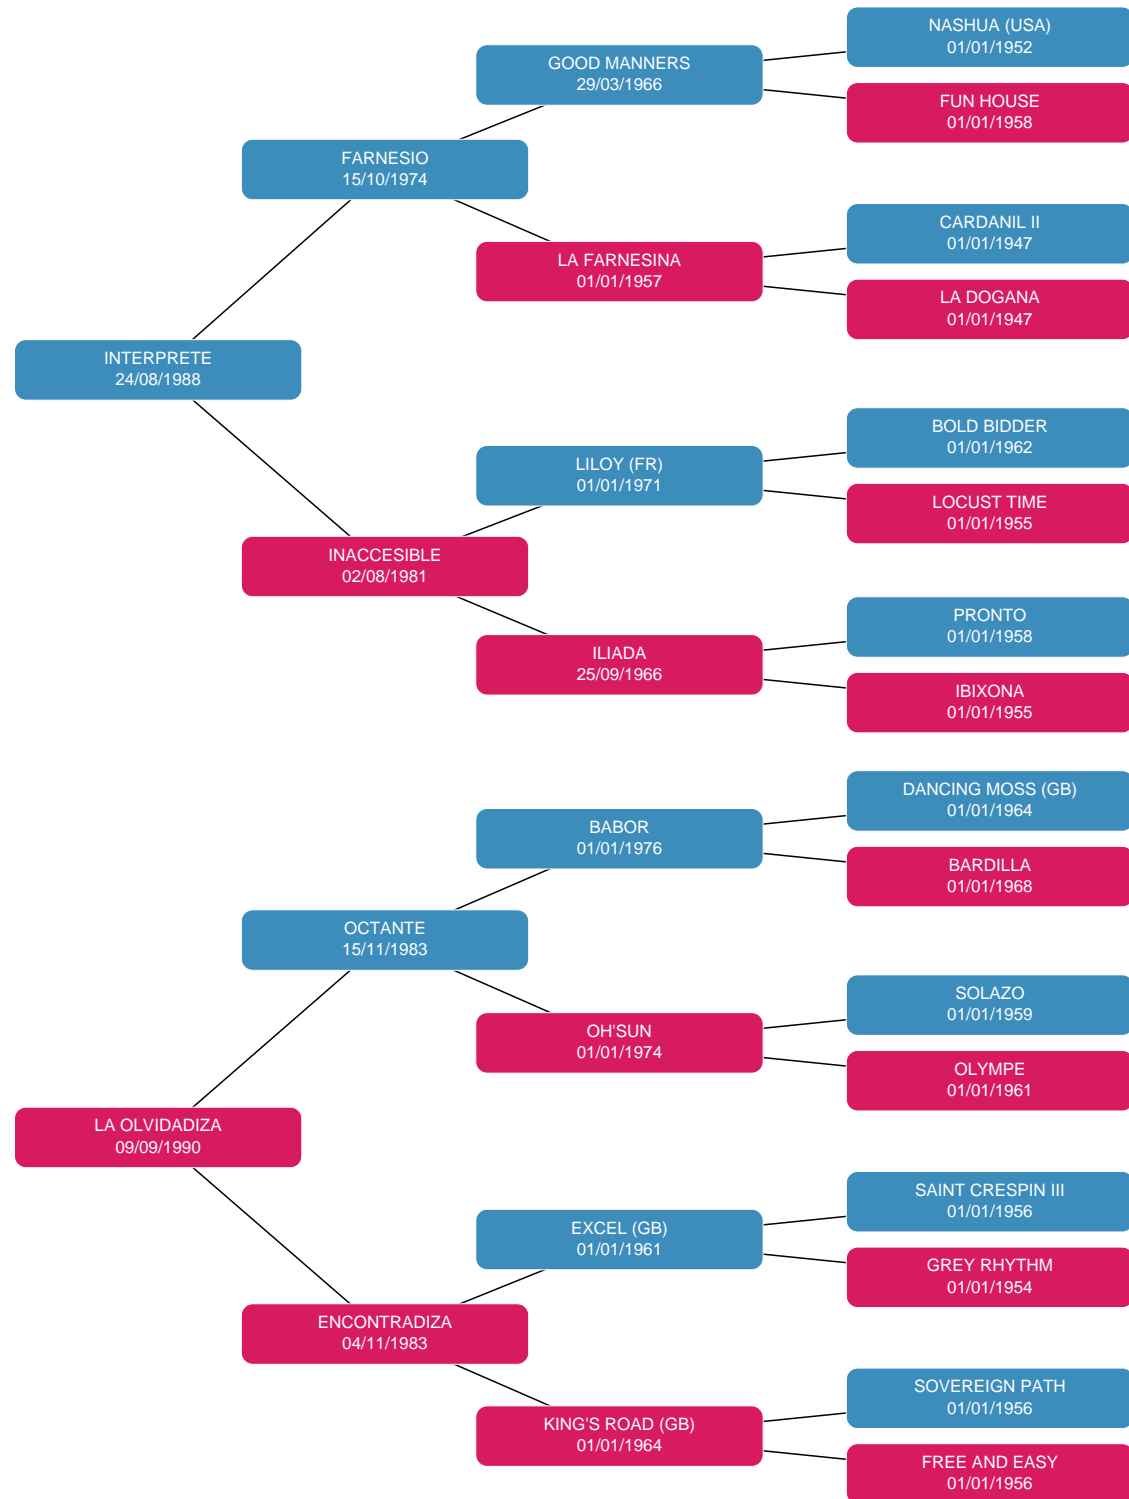 NASHUA (USA)
01/01/1952
GOOD MANNERS
29/03/1966
FUN HOUSE
01/01/1958
FARNESIO
15/10/1974
CARDANIL II
01/01/1947
LA FARNESINA
01/01/1957
LA DOGANA
01/01/1947
INTERPRETE
24/08/1988
BOLD BIDDER
01/01/1962
LILOY (FR)
01/01/1971
LOCUST TIME
01/01/1955
INACCESIBLE
02/08/1981
PRONTO
01/01/1958
ILIADA
25/09/1966
IBIXONA
01/01/1955
DANCING MOSS (GB)
01/01/1964
BABOR
01/01/1976
BARDILLA
01/01/1968
OCTANTE
15/11/1983
SOLAZO
01/01/1959
OH'SUN
01/01/1974
OLYMPE
01/01/1961
LA OLVIDADIZA
09/09/1990
SAINT CRESPIN III
01/01/1956
EXCEL (GB)
01/01/1961
GREY RHYTHM
01/01/1954
ENCONTRADIZA
04/11/1983
SOVEREIGN PATH
01/01/1956
KING'S ROAD (GB)
01/01/1964
FREE AND EASY
01/01/1956